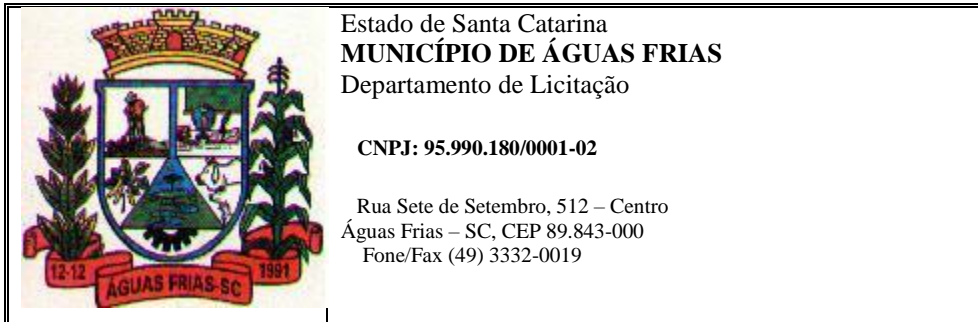 Estado de Santa Catarina
MUNICÍPIO DE ÁGUAS FRIAS
Departamento de Licitação
CNPJ: 95.990.180/0001-02
Rua Sete de Setembro, 512 – Centro
Águas Frias – SC, CEP 89.843-000
Fone/Fax (49) 3332-0019
12-12
ÁGUAS FRIAS-SC
1991